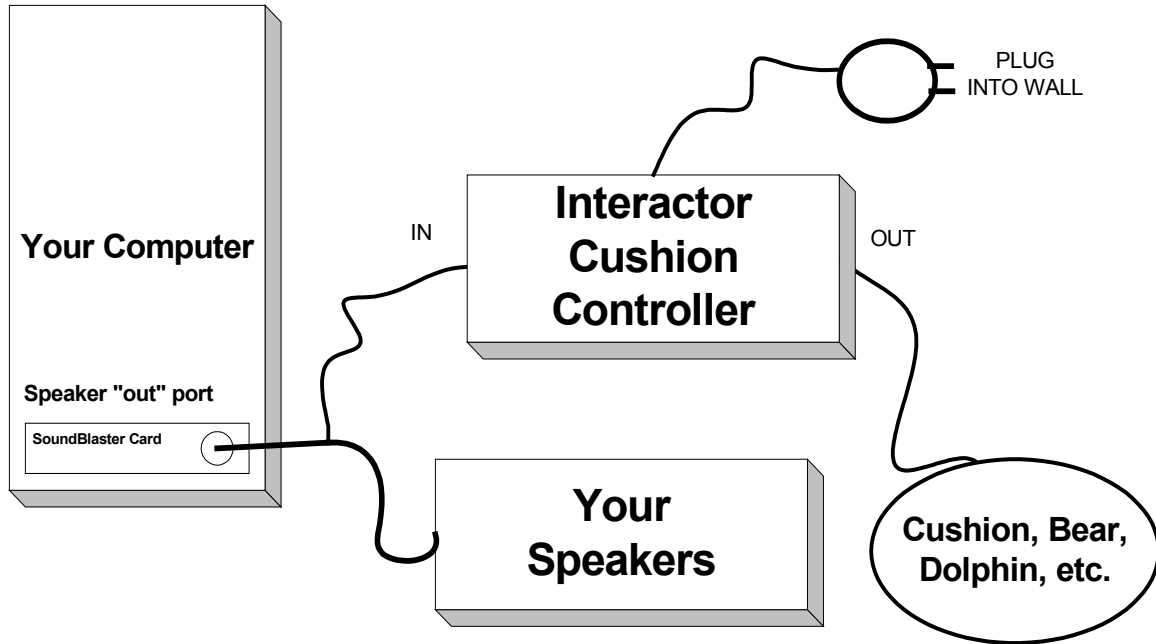 PLUG
INTO WALL
Interactor
Cushion
Controller
IN
OUT
Your Computer
Speaker "out" port
SoundBlaster Card
Your
Speakers
Cushion, Bear,
Dolphin, etc.